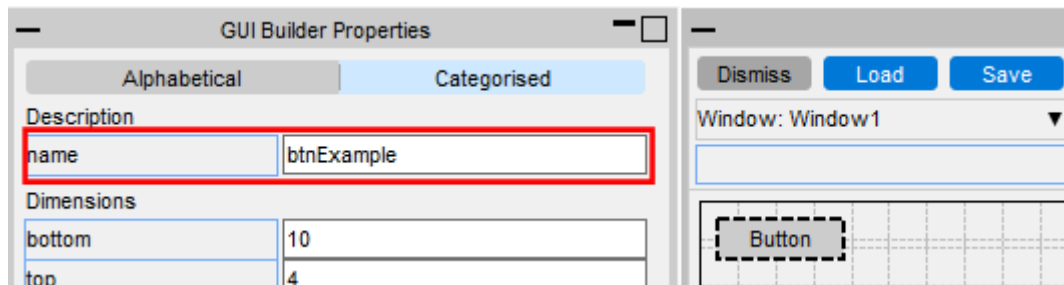 GUI Builder Properties
Alphabetical Categorised
Description
name btnExample
Dimensions
bottom 10
top 4
Dismiss Load Save
Window: Window1
Button